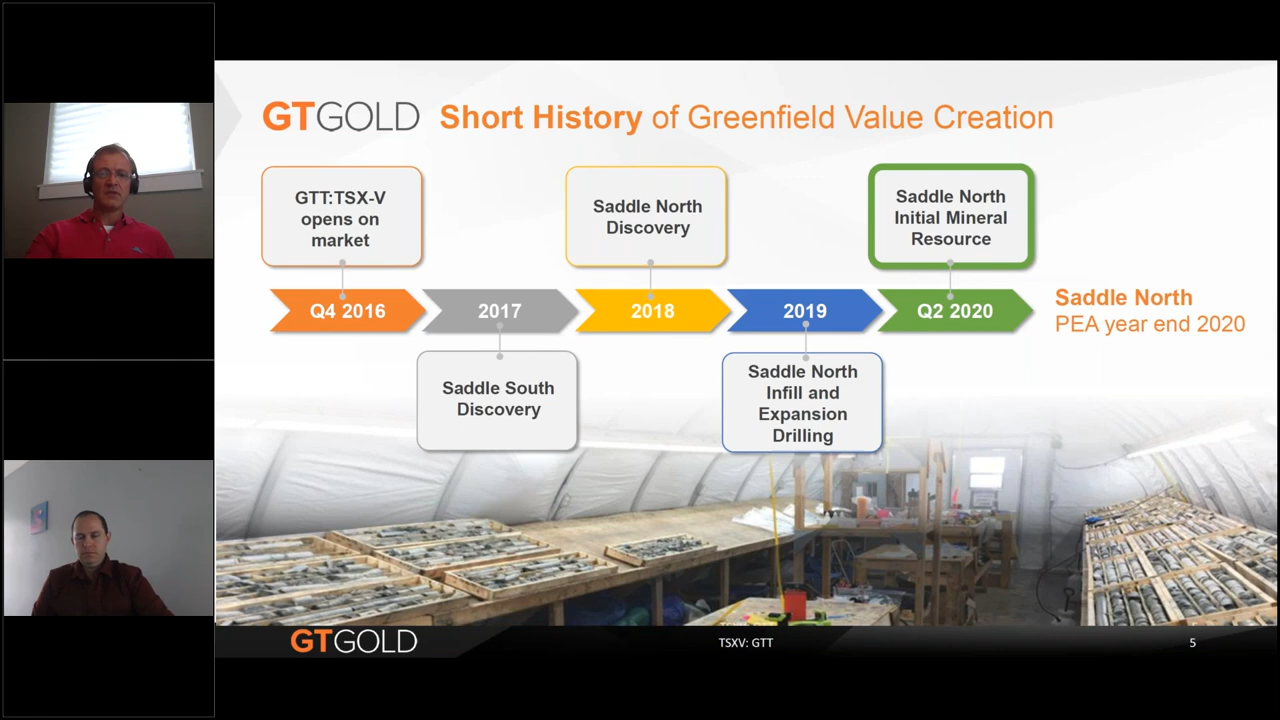 GTGOLD Short History of Greenfield Value Creation
GTT:TSX-V
opens on
market
Saddle North
Discovery
Saddle North
Initial Mineral
Resource
Q4 2016
2017
2018
2019
Q2 2020
Saddle North
PEA year end 2020
Saddle South
Discovery
Saddle North
Infill and
Expansion
Drilling
GTGOLD
TSXV: GTT
5